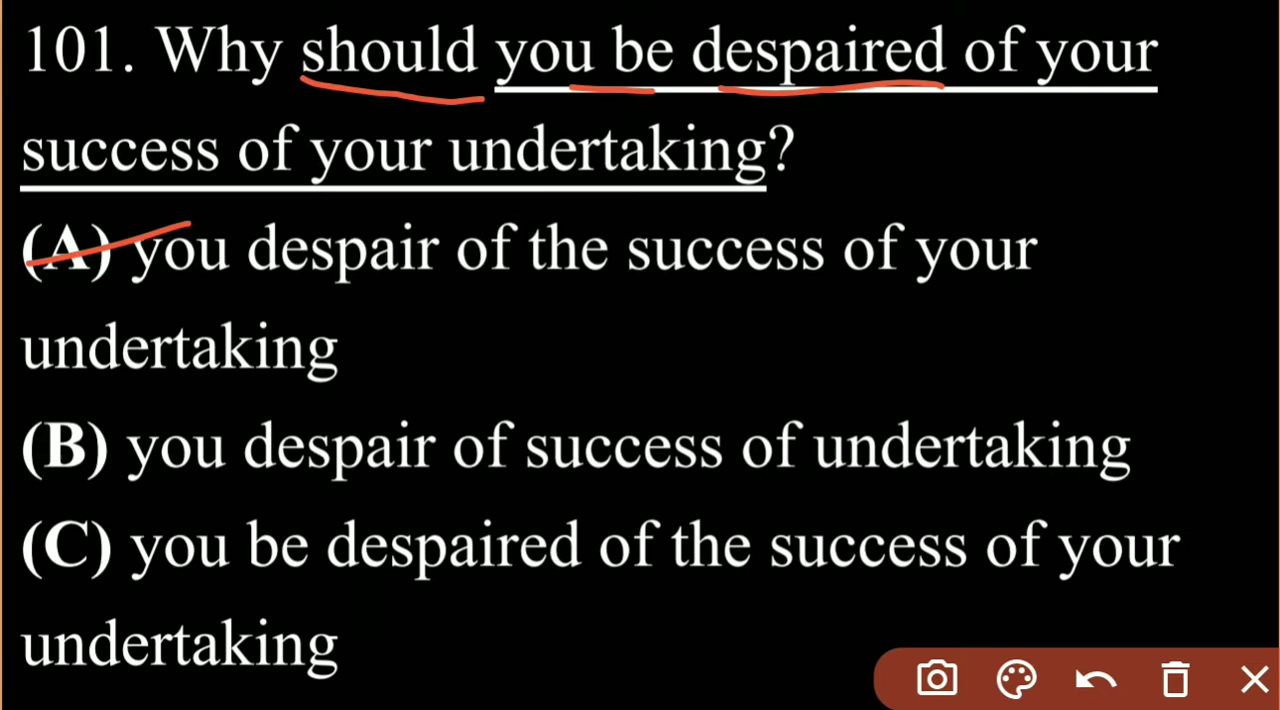 101. Why should you be despaired of your
success of your undertaking?
(A) you despair of the success of your
undertaking
(B) you despair of success of undertaking
(C) you be despaired of the success of your
undertaking